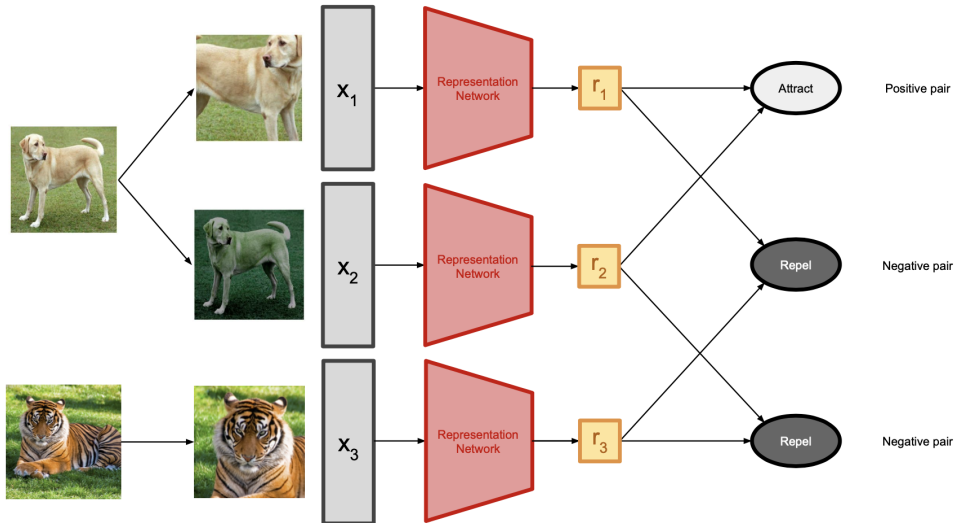 x1
Representation
Network
r1
Attract
Positive pair
x2
Representation
Network
r2
Repel
Negative pair
x3
Representation
Network
r3
Repel
Negative pair